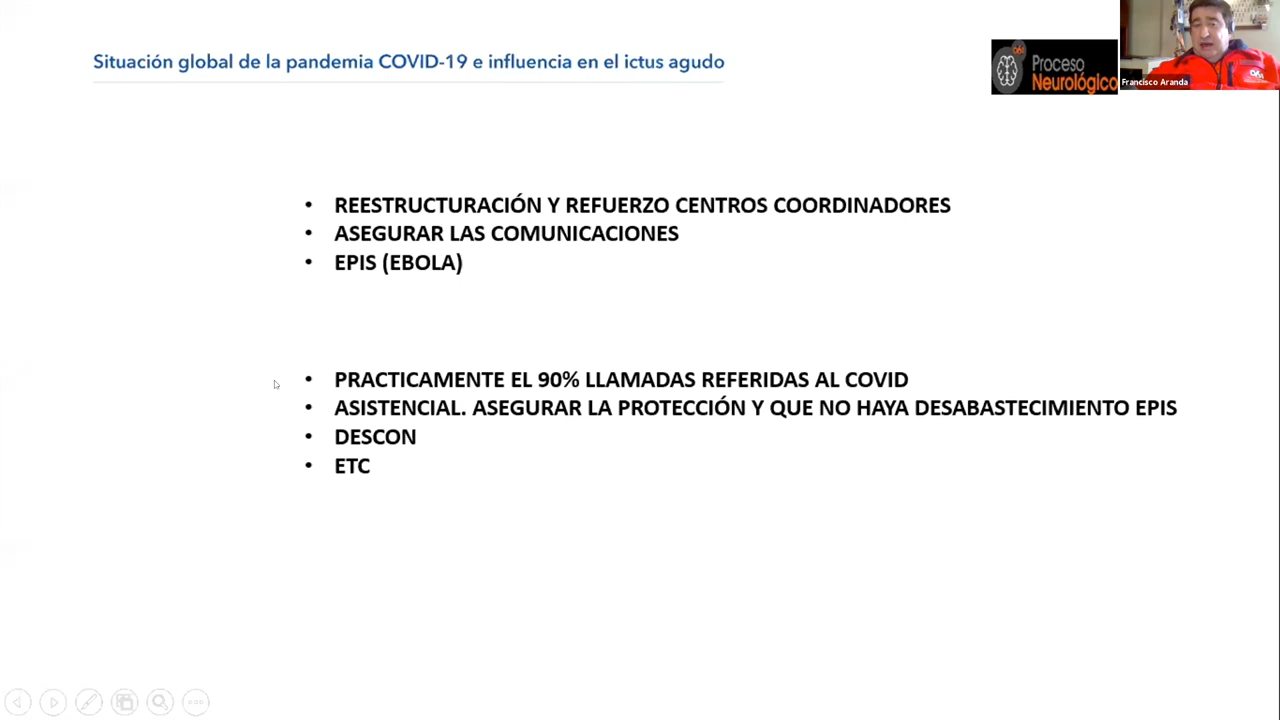 Situación global de la pandemia COVID-19 e influencia en el ictus agudo
Proceso
Neurológico
Francisco Aranda
• REESTRUCTURACIÓN Y REFUERZO CENTROS COORDINADORES
• ASEGURAR LAS COMUNICACIONES
• EPIS (EBOLA)
• PRACTICAMENTE EL 90% LLAMADAS REFERIDAS AL COVID
• ASISTENCIAL. ASEGURAR LA PROTECCIÓN Y QUE NO HAYA DESABASTECIMIENTO EPIS
• DESCON
• ETC